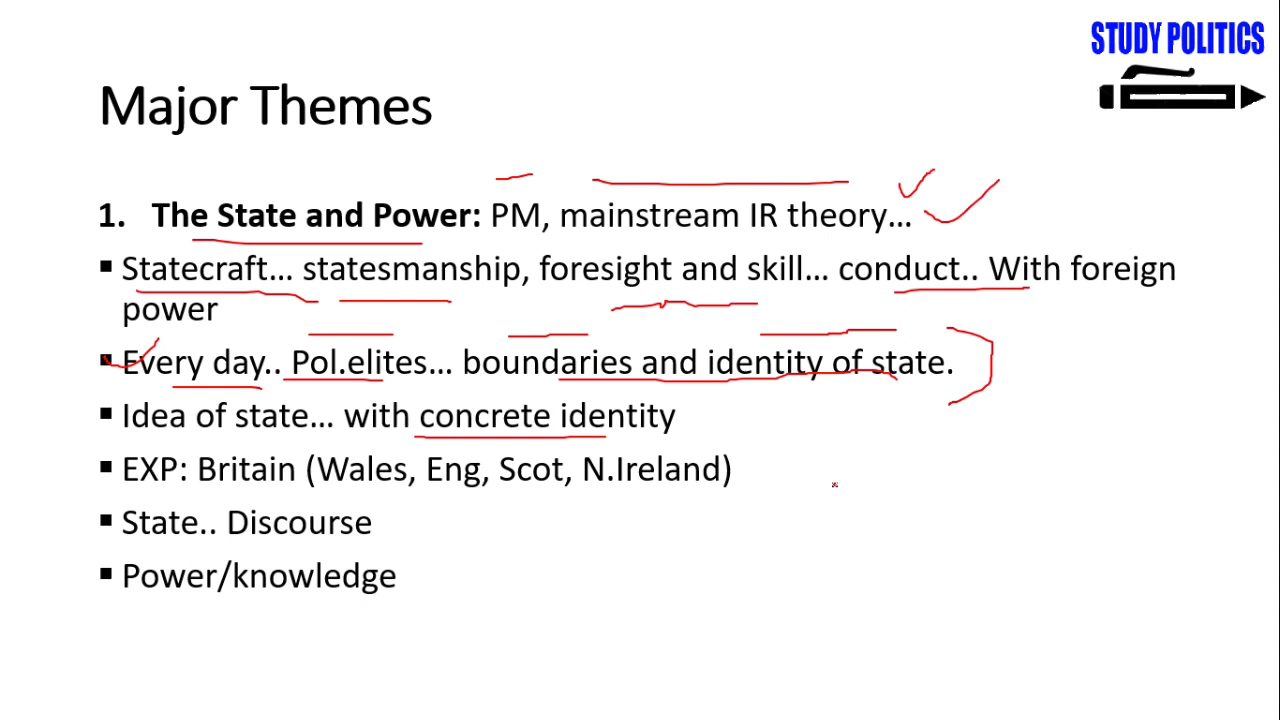 STUDY POLITICS
Major Themes
1. The State and Power: PM, mainstream IR theory...
▪ Statecraft... statesmanship, foresight and skill... conduct.. With foreign
power
▪ Every day.. Pol.elites... boundaries and identity of state.
▪ Idea of state... with concrete identity
▪ EXP: Britain (Wales, Eng, Scot, N.Ireland)
▪ State.. Discourse
▪ Power/knowledge